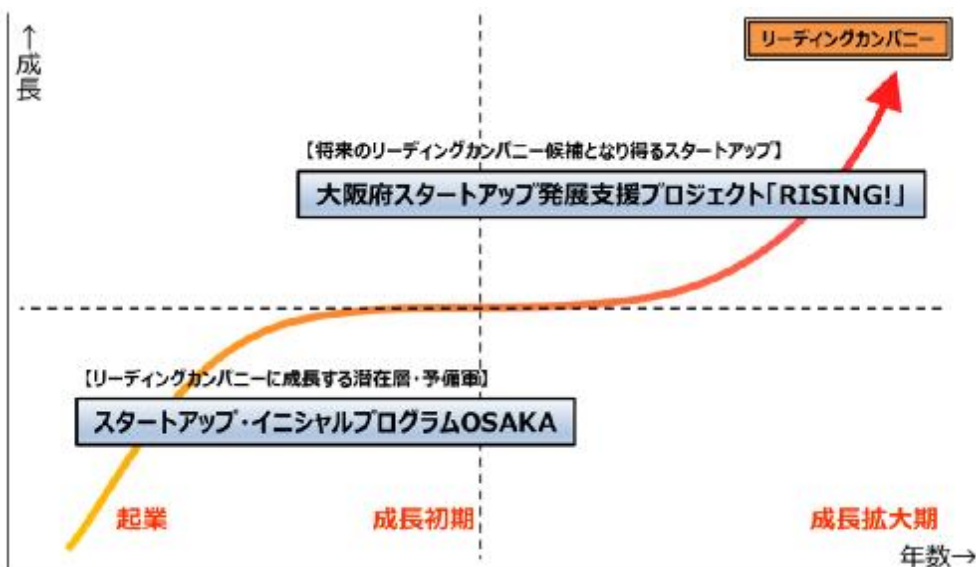 ↑成長
リーディングカンパニー
【将来のリーディングカンパニー候補となり得るスタートアップ】
大阪府スタートアップ発展支援プロジェクト「RISING!」
【リーディングカンパニーに成長する潜在層・予備軍】
スタートアップ・イニシャルプログラムOSAKA
起業
成長初期
成長拡大期
年数→